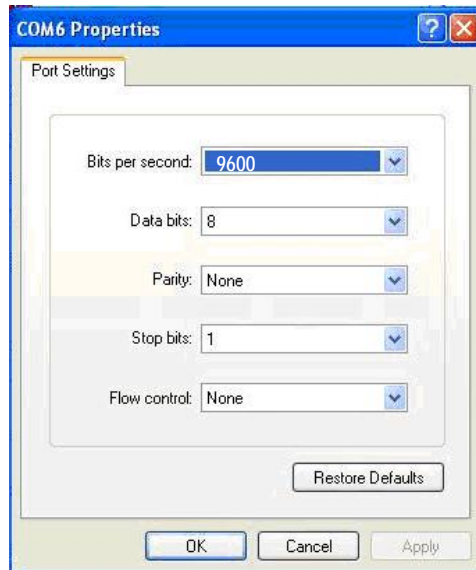 COM6 Properties
Port Settings
Bits per second: 9600
Data bits: 8
Parity: None
Stop bits: 1
Flow control: None
Restore Defaults
OK Cancel Apply